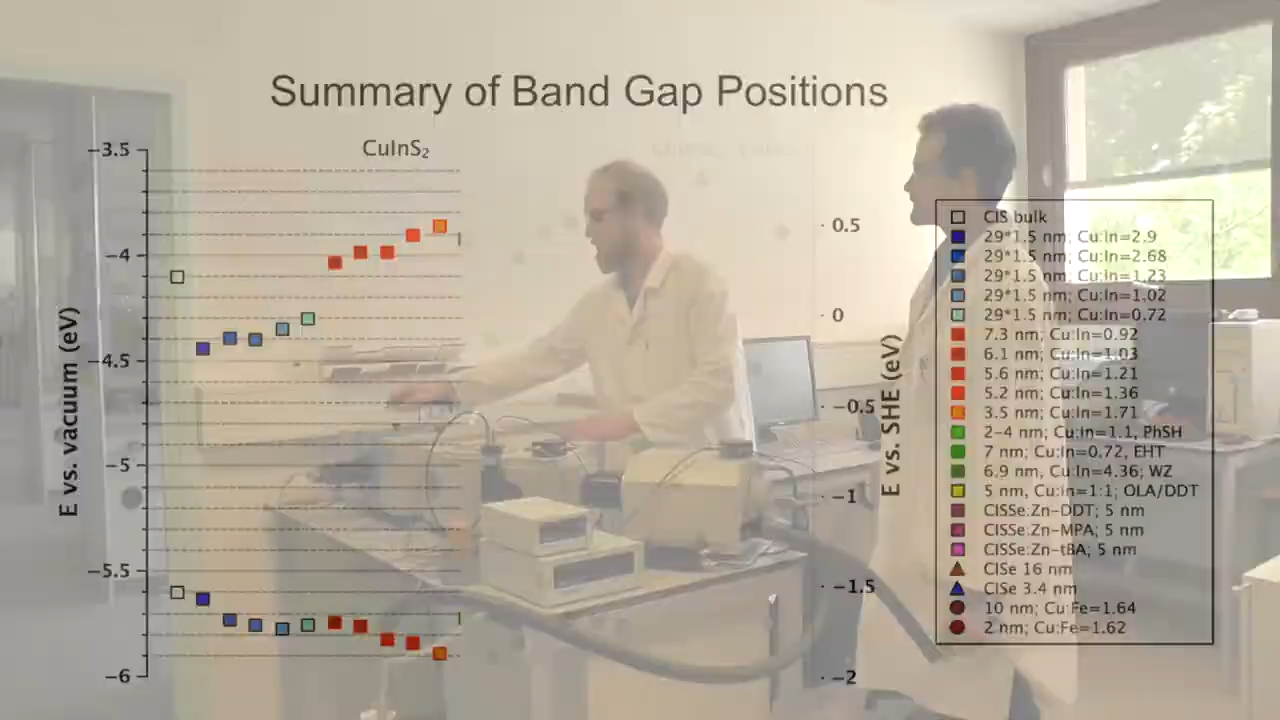 Summary of Band Gap Positions
CuInS₂
E vs. vacuum (eV)
−3.5
−4
−4.5
−5
−5.5
−6
0.5
0
−0.5
−1
−1.5
−2
E vs. SHE (eV)
CIS bulk
29*1.5 nm; Cu:In=2.9
29*1.5 nm; Cu:In=2.68
29*1.5 nm; Cu:In=1.23
29*1.5 nm; Cu:In=1.02
29*1.5 nm; Cu:In=0.72
7.3 nm; Cu:In=0.92
6.1 nm; Cu:In=1.03
5.6 nm; Cu:In=1.21
5.2 nm; Cu:In=1.36
3.5 nm; Cu:In=1.71
2−4 nm; Cu:In=1.1, PhSH
7 nm; Cu:In=0.72, EHT
6.9 nm, Cu:In=4.36; WZ
5 nm, Cu:In=1:1; OLA/DDT
CISSe:Zn−DDT; 5 nm
CISSe:Zn−MPA; 5 nm
CISSe:Zn−tBA; 5 nm
CISe 16 nm
CISe 3.4 nm
10 nm; Cu:Fe=1.64
2 nm; Cu:Fe=1.62